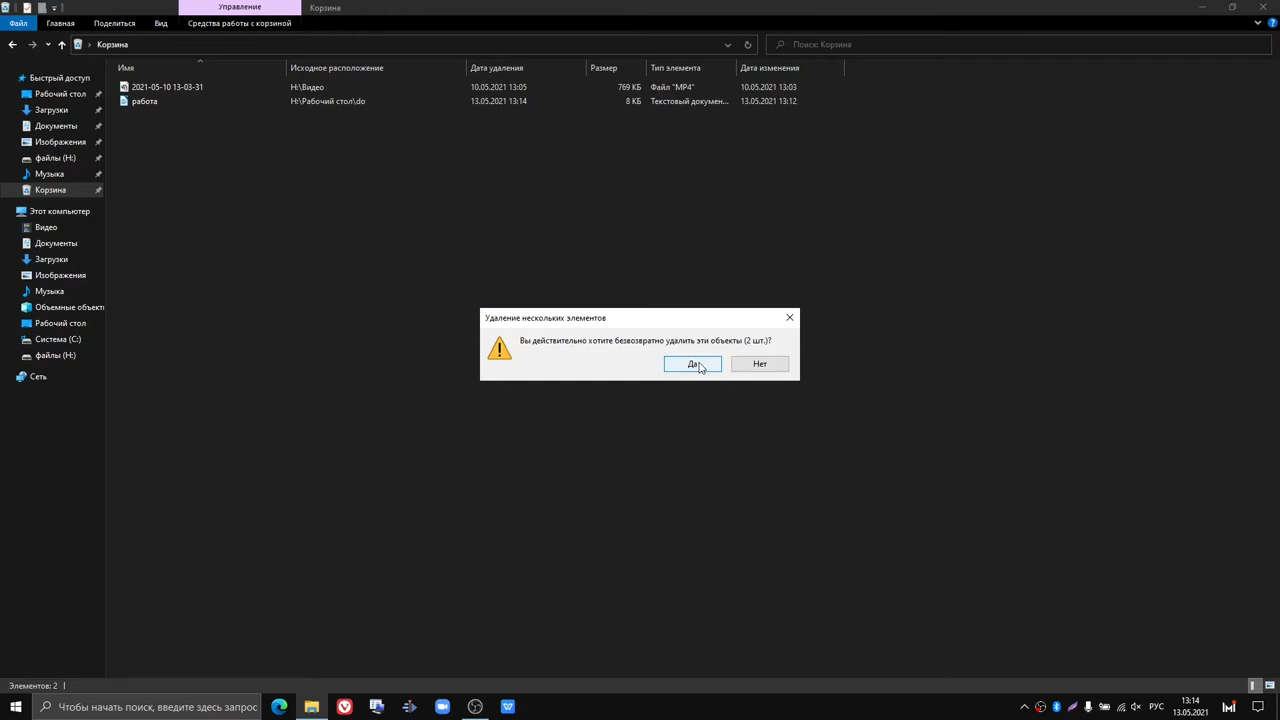 Управление
Корзина
Файл
Главная
Поделиться
Вид
Средства работы с корзиной
Корзина
Поиск: Корзина
Имя
Исходное расположение
Дата удаления
Размер
Тип элемента
Дата изменения
2021-05-10 13-03-31
H:\Видео
10.05.2021 13:05
769 КБ
Файл "MP4"
10.05.2021 13:03
работа
H:\Рабочий стол\do
13.05.2021 13:14
8 КБ
Текстовый докумен...
13.05.2021 13:12
Быстрый доступ
Рабочий стол
Загрузки
Документы
Изображения
файлы (H:)
Музыка
Корзина
Этот компьютер
Видео
Документы
Загрузки
Изображения
Музыка
Объемные объект
Рабочий стол
Система (C:)
файлы (H:)
Сеть
Удаление нескольких элементов
Вы действительно хотите безвозвратно удалить эти объекты (2 шт.)?
Да
Нет
Элементов: 2
Чтобы начать поиск, введите здесь запрос
РУС
13:14
13.05.2021